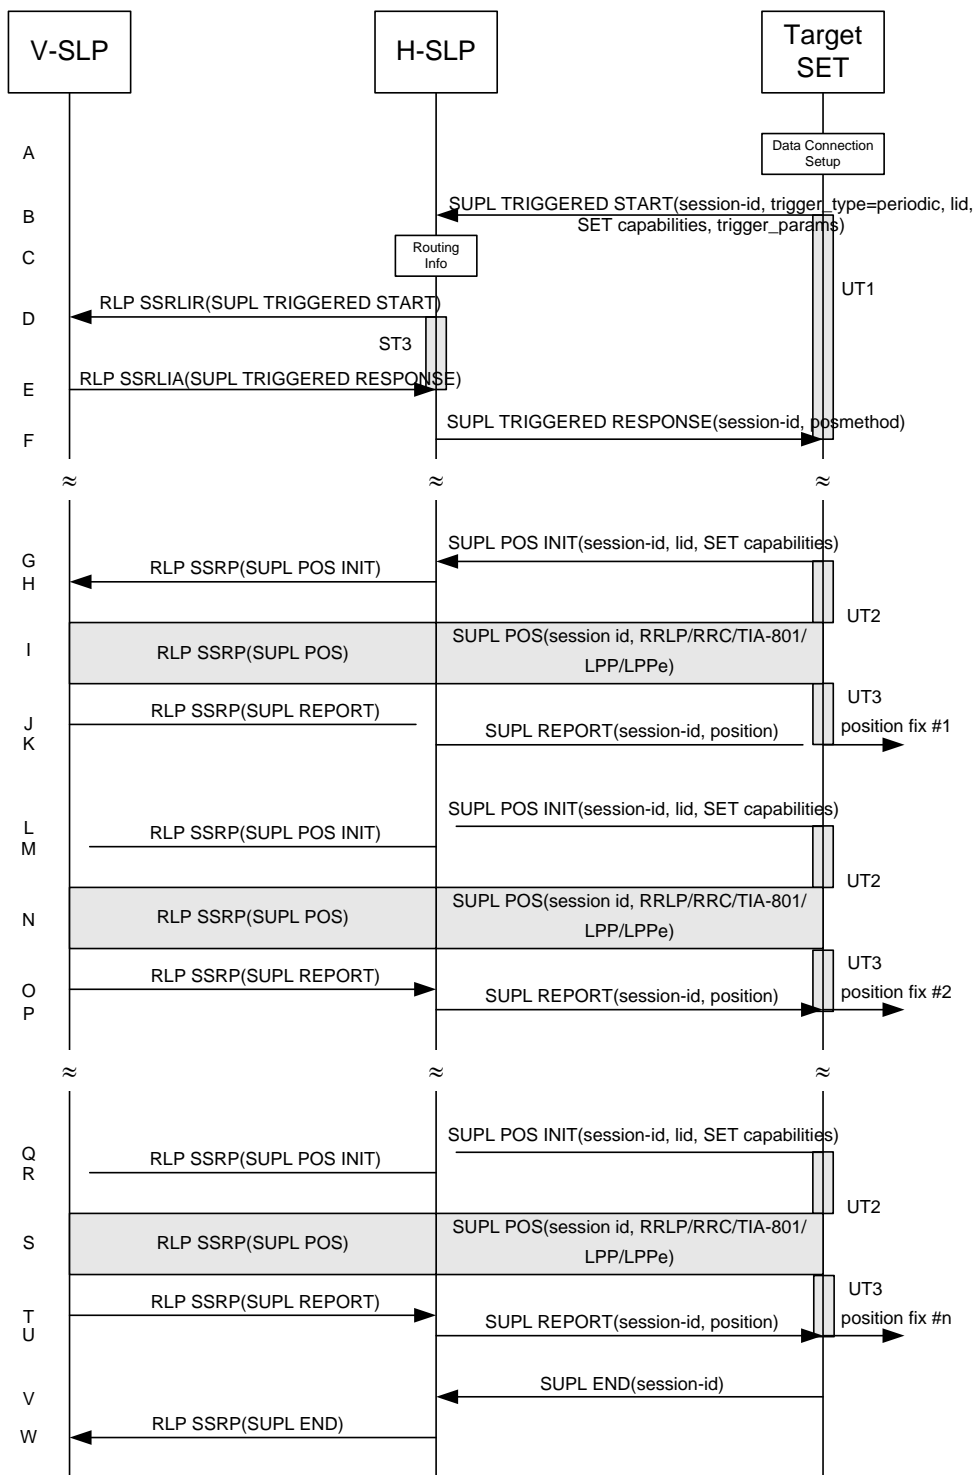 V-SLP
H-SLP
Target
SET
A
Data Connection
Setup
B
SUPL TRIGGERED START(session-id, trigger_type=periodic, lid,
SET capabilities, trigger_params)
C
Routing
Info
UT1
D
RLP SSRLIR(SUPL TRIGGERED START)
ST3
E
RLP SSRLIA(SUPL TRIGGERED RESPONSE)
F
SUPL TRIGGERED RESPONSE(session-id, posmethod)
≈ ≈ ≈
G
SUPL POS INIT(session-id, lid, SET capabilities)
H
RLP SSRP(SUPL POS INIT)
UT2
I
RLP SSRP(SUPL POS)
SUPL POS(session id, RRLP/RRC/TIA-801/
LPP/LPPe)
UT3
J
RLP SSRP(SUPL REPORT)
K
SUPL REPORT(session-id, position)
position fix #1
L
SUPL POS INIT(session-id, lid, SET capabilities)
M
RLP SSRP(SUPL POS INIT)
UT2
N
RLP SSRP(SUPL POS)
SUPL POS(session id, RRLP/RRC/TIA-801/
LPP/LPPe)
UT3
O
RLP SSRP(SUPL REPORT)
P
SUPL REPORT(session-id, position)
position fix #2
≈ ≈ ≈
Q
SUPL POS INIT(session-id, lid, SET capabilities)
R
RLP SSRP(SUPL POS INIT)
UT2
S
RLP SSRP(SUPL POS)
SUPL POS(session id, RRLP/RRC/TIA-801/
LPP/LPPe)
UT3
T
RLP SSRP(SUPL REPORT)
U
SUPL REPORT(session-id, position)
position fix #n
V
SUPL END(session-id)
W
RLP SSRP(SUPL END)